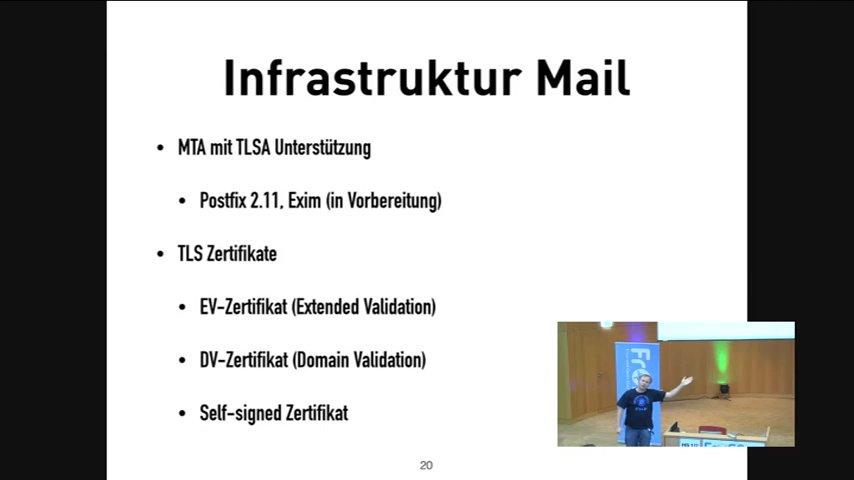 Infrastruktur Mail
• MTA mit TLSA Unterstützung
• Postfix 2.11, Exim (in Vorbereitung)
• TLS Zertifikate
• EV-Zertifikat (Extended Validation)
• DV-Zertifikat (Domain Validation)
• Self-signed Zertifikat
20